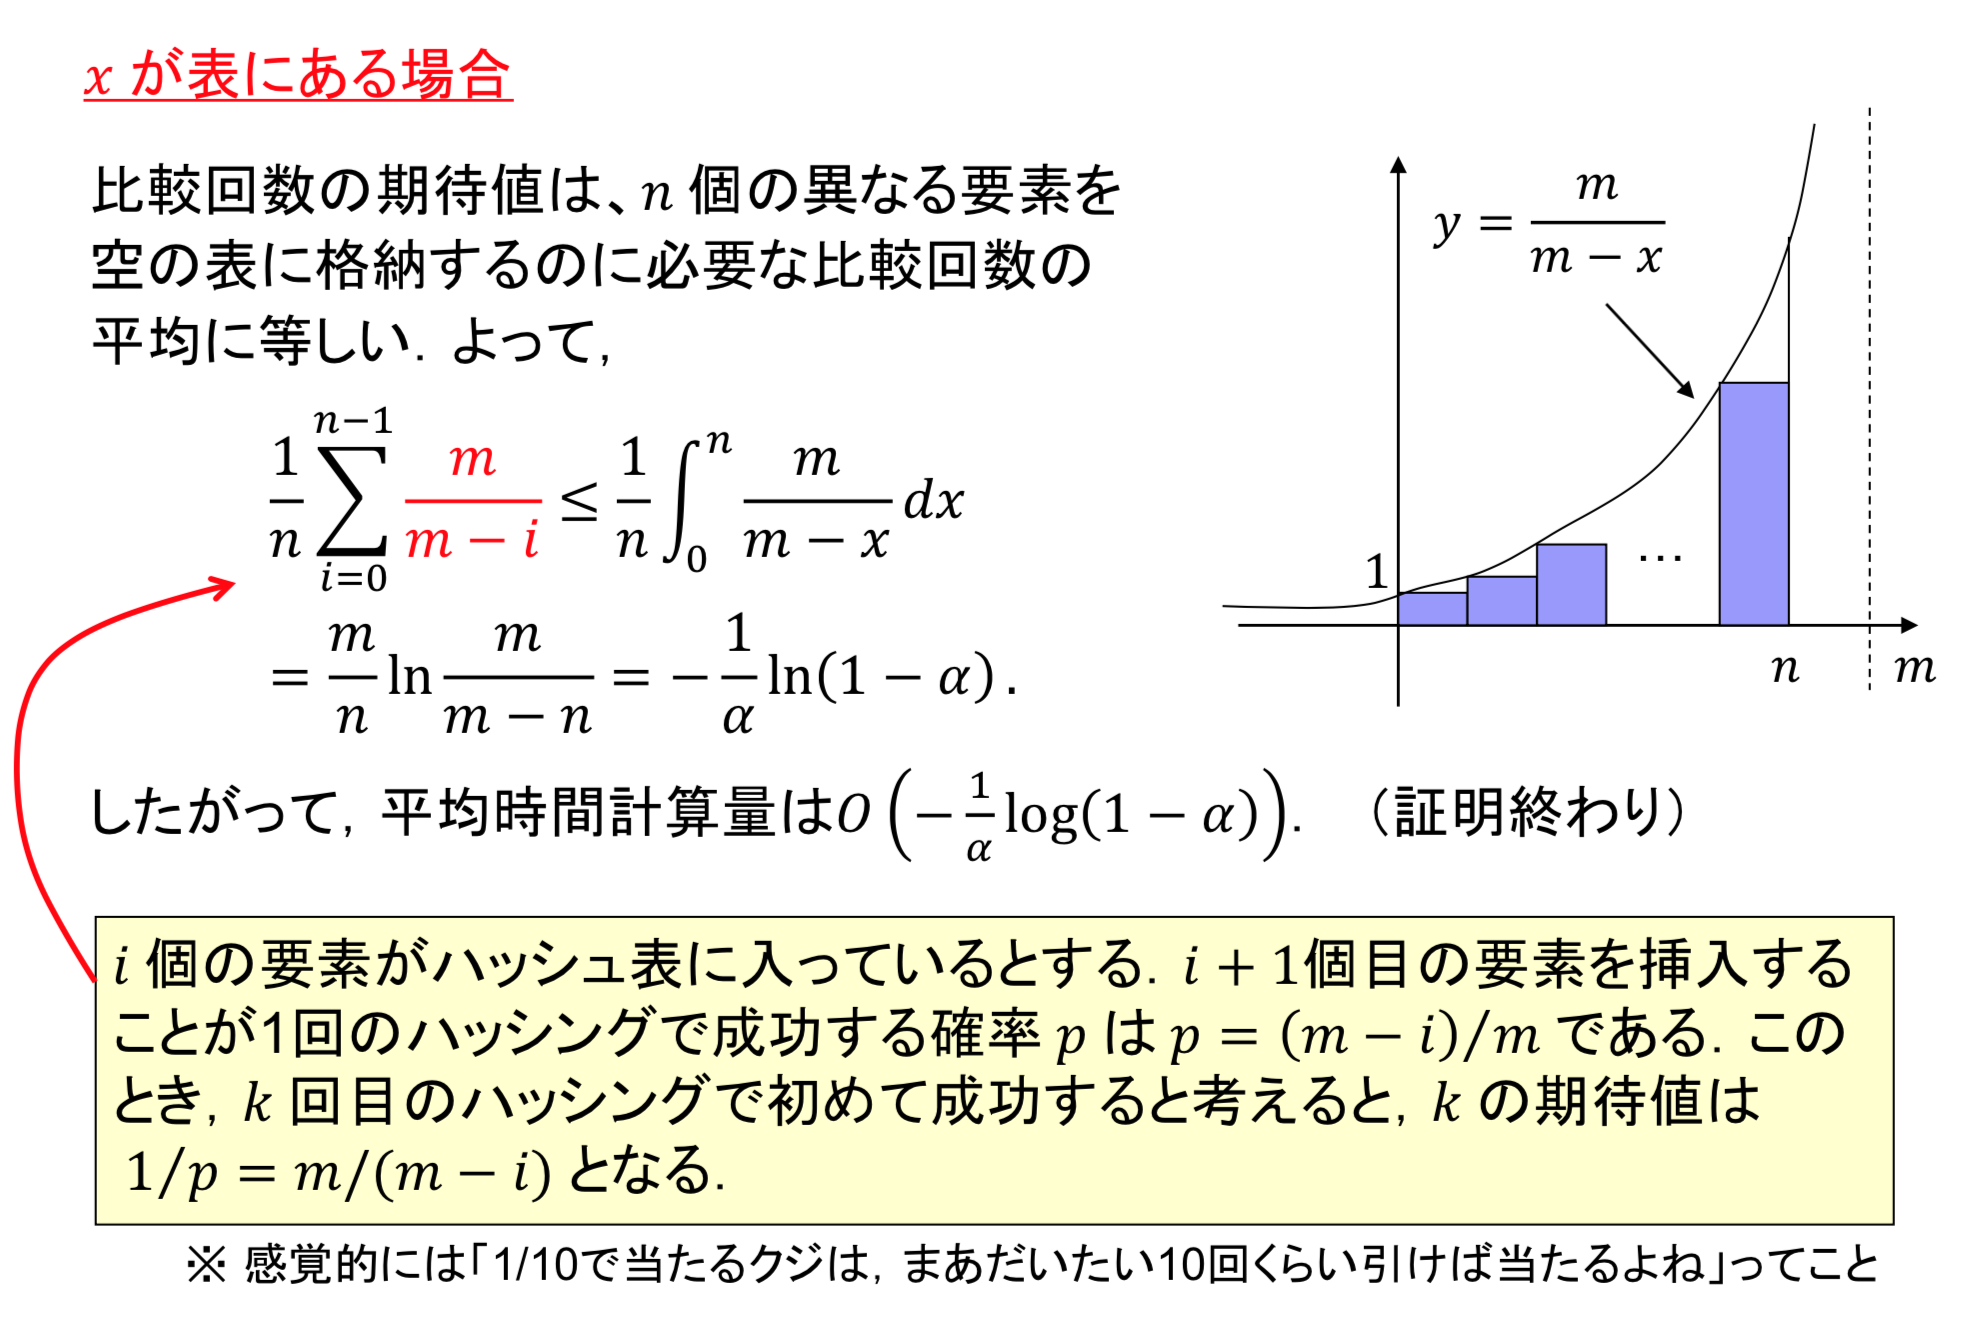 x が表にある場合
比較回数の期待値は、n 個の異なる要素を
空の表に格納するのに必要な比較回数の
平均に等しい．よって，
\frac{1}{n}\sum_{i=0}^{n-1}\frac{m}{m-i} ≤ \frac{1}{n}\int_0^n \frac{m}{m-x}dx
= \frac{m}{n}\ln\frac{m}{m-n} = -\frac{1}{α}\ln(1-α).
y = \frac{m}{m-x}
1
…
n
m
したがって，平均時間計算量はO(-\frac{1}{α}\log(1-α))．（証明終わり）
i 個の要素がハッシュ表に入っているとする．i + 1個目の要素を挿入する
ことが1回のハッシングで成功する確率 p は p = (m − i)/m である．この
とき，k 回目のハッシングで初めて成功すると考えると，k の期待値は
1/p = m/(m − i) となる．
※ 感覚的には「1/10で当たるクジは，まあだいたい10回くらい引けば当たるよね」ってこと